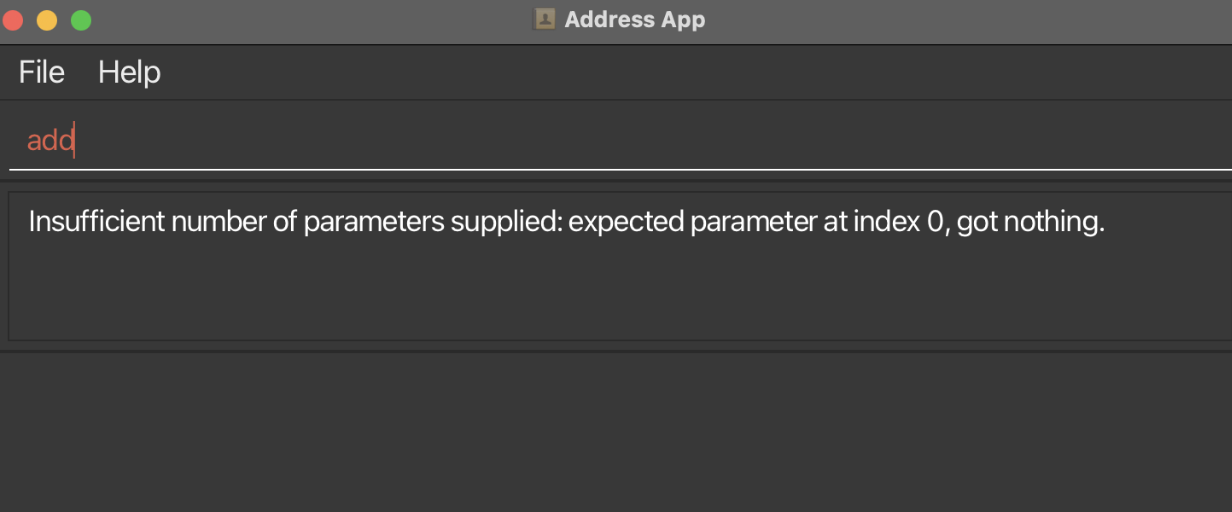 Address App
File Help
add
Insufficient number of parameters supplied: expected parameter at index 0, got nothing.